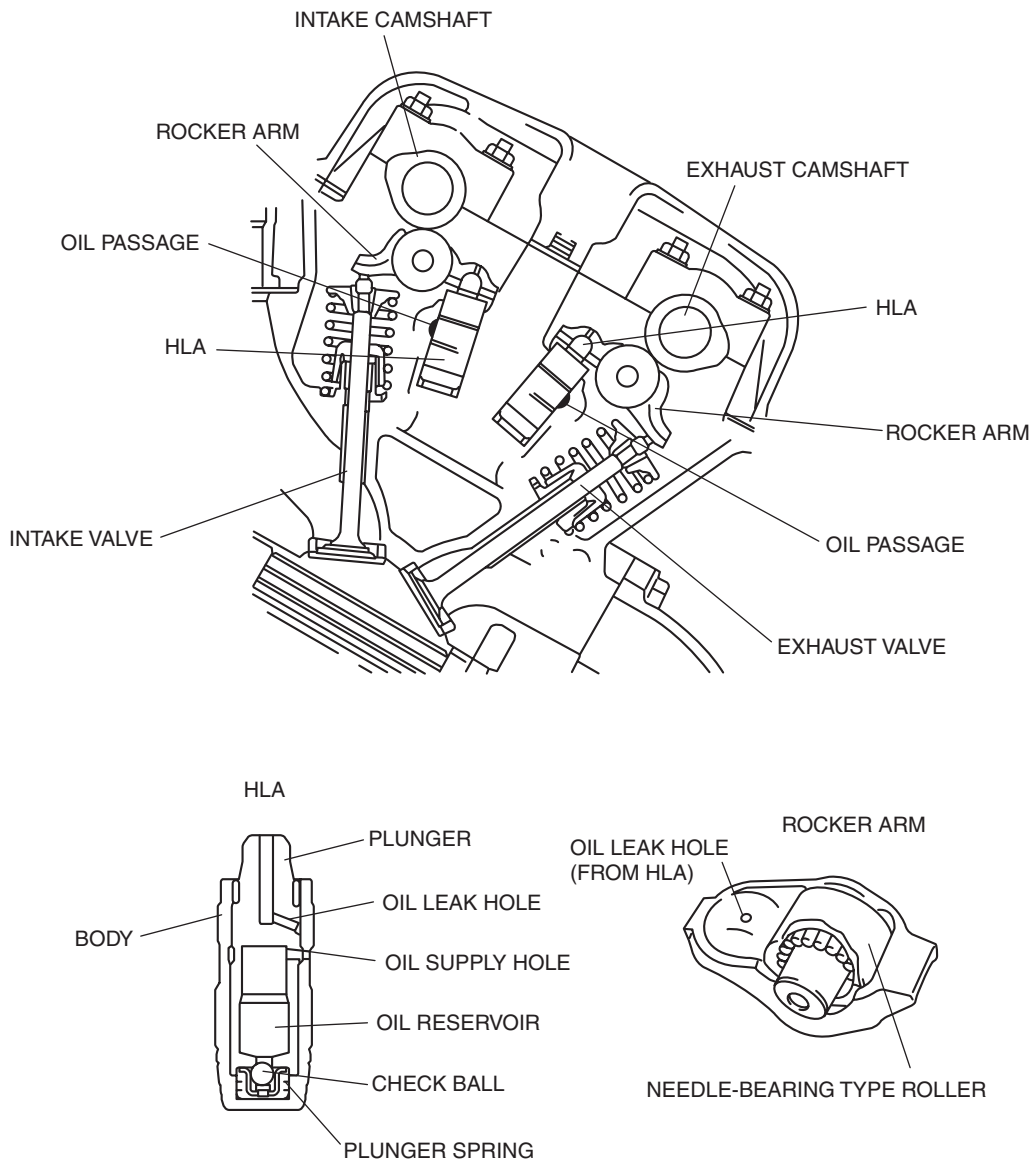 INTAKE CAMSHAFT
ROCKER ARM
EXHAUST CAMSHAFT
OIL PASSAGE
HLA
HLA
ROCKER ARM
INTAKE VALVE
OIL PASSAGE
EXHAUST VALVE
HLA
PLUNGER
OIL LEAK HOLE
BODY
OIL SUPPLY HOLE
OIL RESERVOIR
CHECK BALL
PLUNGER SPRING
ROCKER ARM
OIL LEAK HOLE
(FROM HLA)
NEEDLE-BEARING TYPE ROLLER